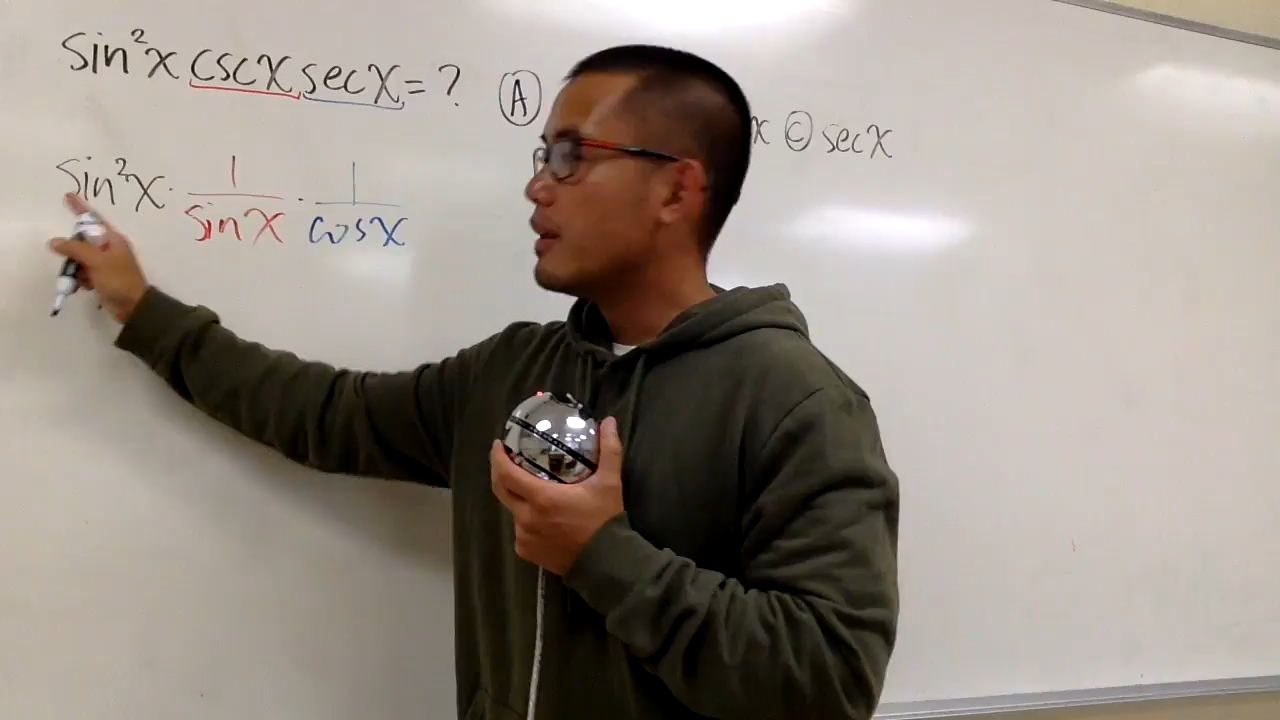 sin²x cscx secx = ? Ⓐ
x Ⓒ secx
sin²x · 1/sinx · 1/cosx